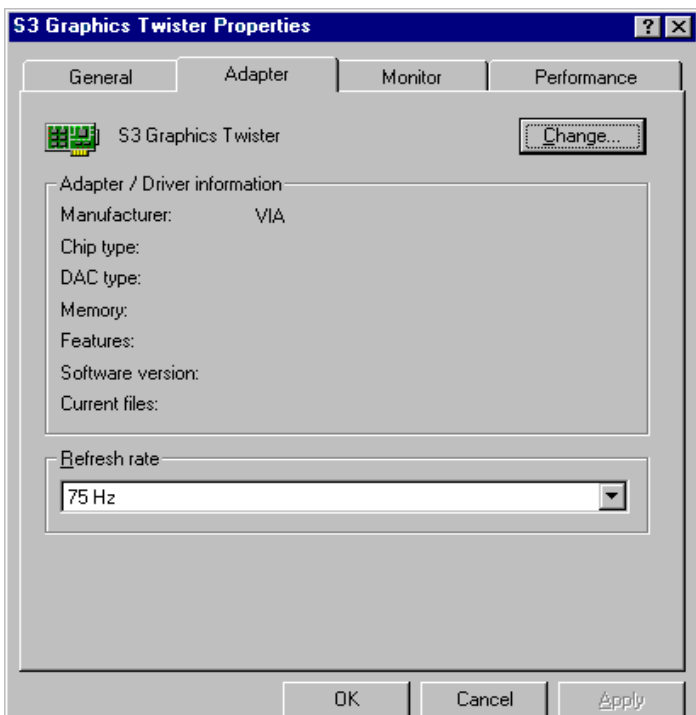 S3 Graphics Twister Properties
General Adapter Monitor Performance
S3 Graphics Twister Change...
Adapter / Driver information
Manufacturer: VIA
Chip type:
DAC type:
Memory:
Features:
Software version:
Current files:
Refresh rate
75 Hz
OK Cancel Apply